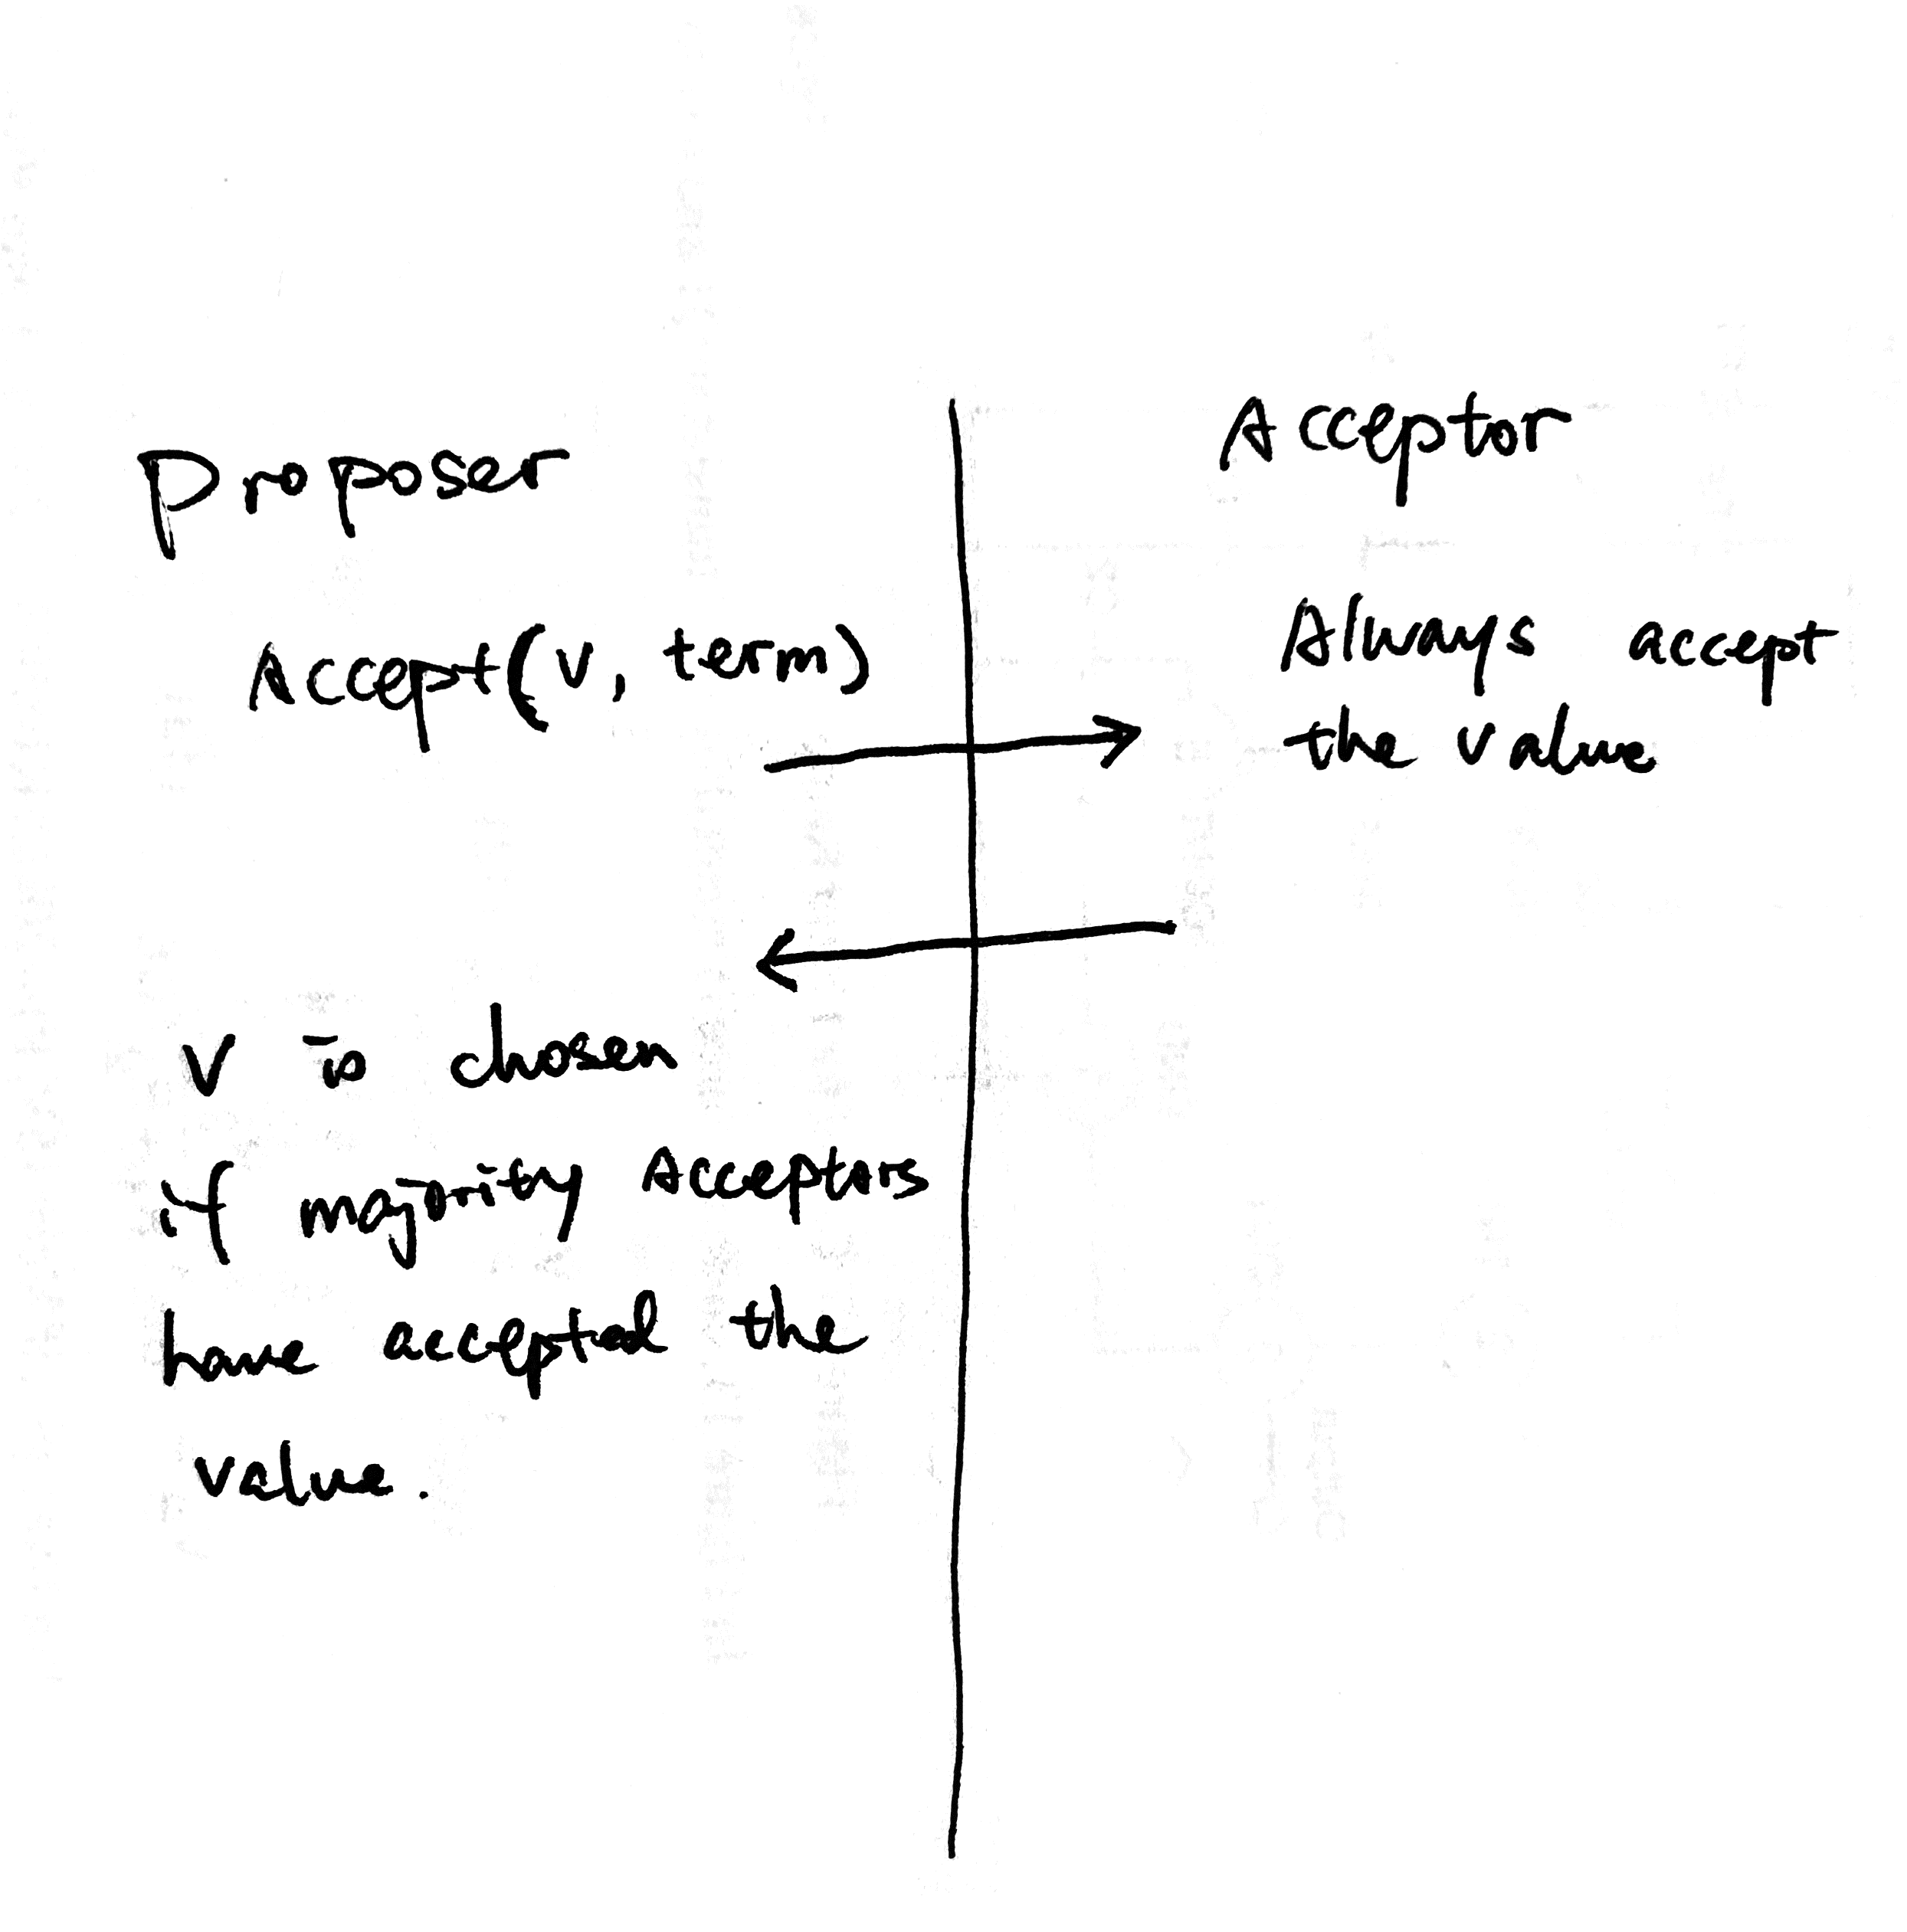 Proposer
Accept(v, term)
V is chosen
if majority Acceptors
have accepted the
value.
Acceptor
Always accept
the value